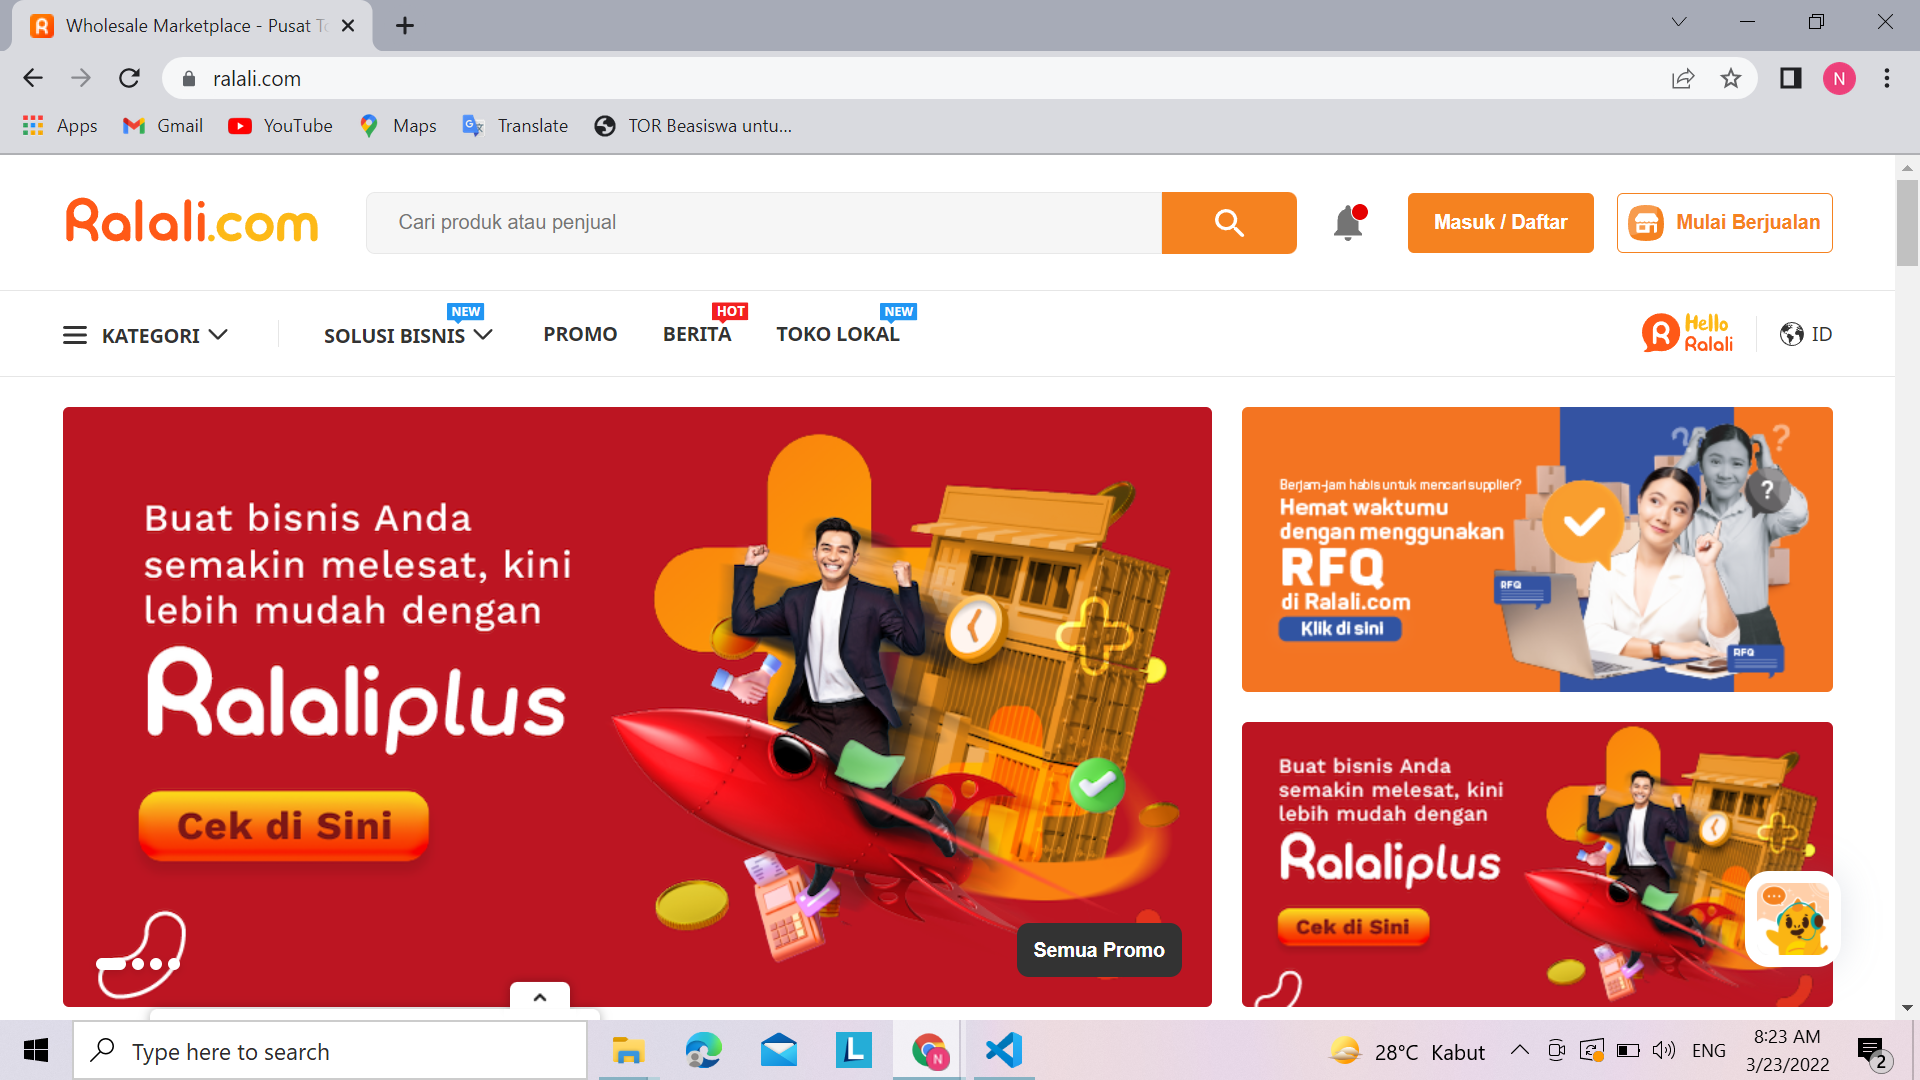 Wholesale Marketplace - Pusat To
ralali.com
N
Apps
Gmail
YouTube
Maps
Translate
TOR Beasiswa untu...
Ralali.com
Cari produk atau penjual
Masuk / Daftar
Mulai Berjualan
KATEGORI
SOLUSI BISNIS
NEW
PROMO
BERITA
HOT
TOKO LOKAL
NEW
Hello
Ralali
ID
Buat bisnis Anda
semakin melesat, kini
lebih mudah dengan
Ralaliplus
Cek di Sini
Semua Promo
Berjam-jam habis untuk mencari supplier?
Hemat waktumu
dengan menggunakan
RFQ
di Ralali.com
Klik di sini
RFQ
RFQ
?
Buat bisnis Anda
semakin melesat, kini
lebih mudah dengan
Ralaliplus
Cek di Sini
Type here to search
L
N
28°C Kabut
ENG
8:23 AM
3/23/2022
2